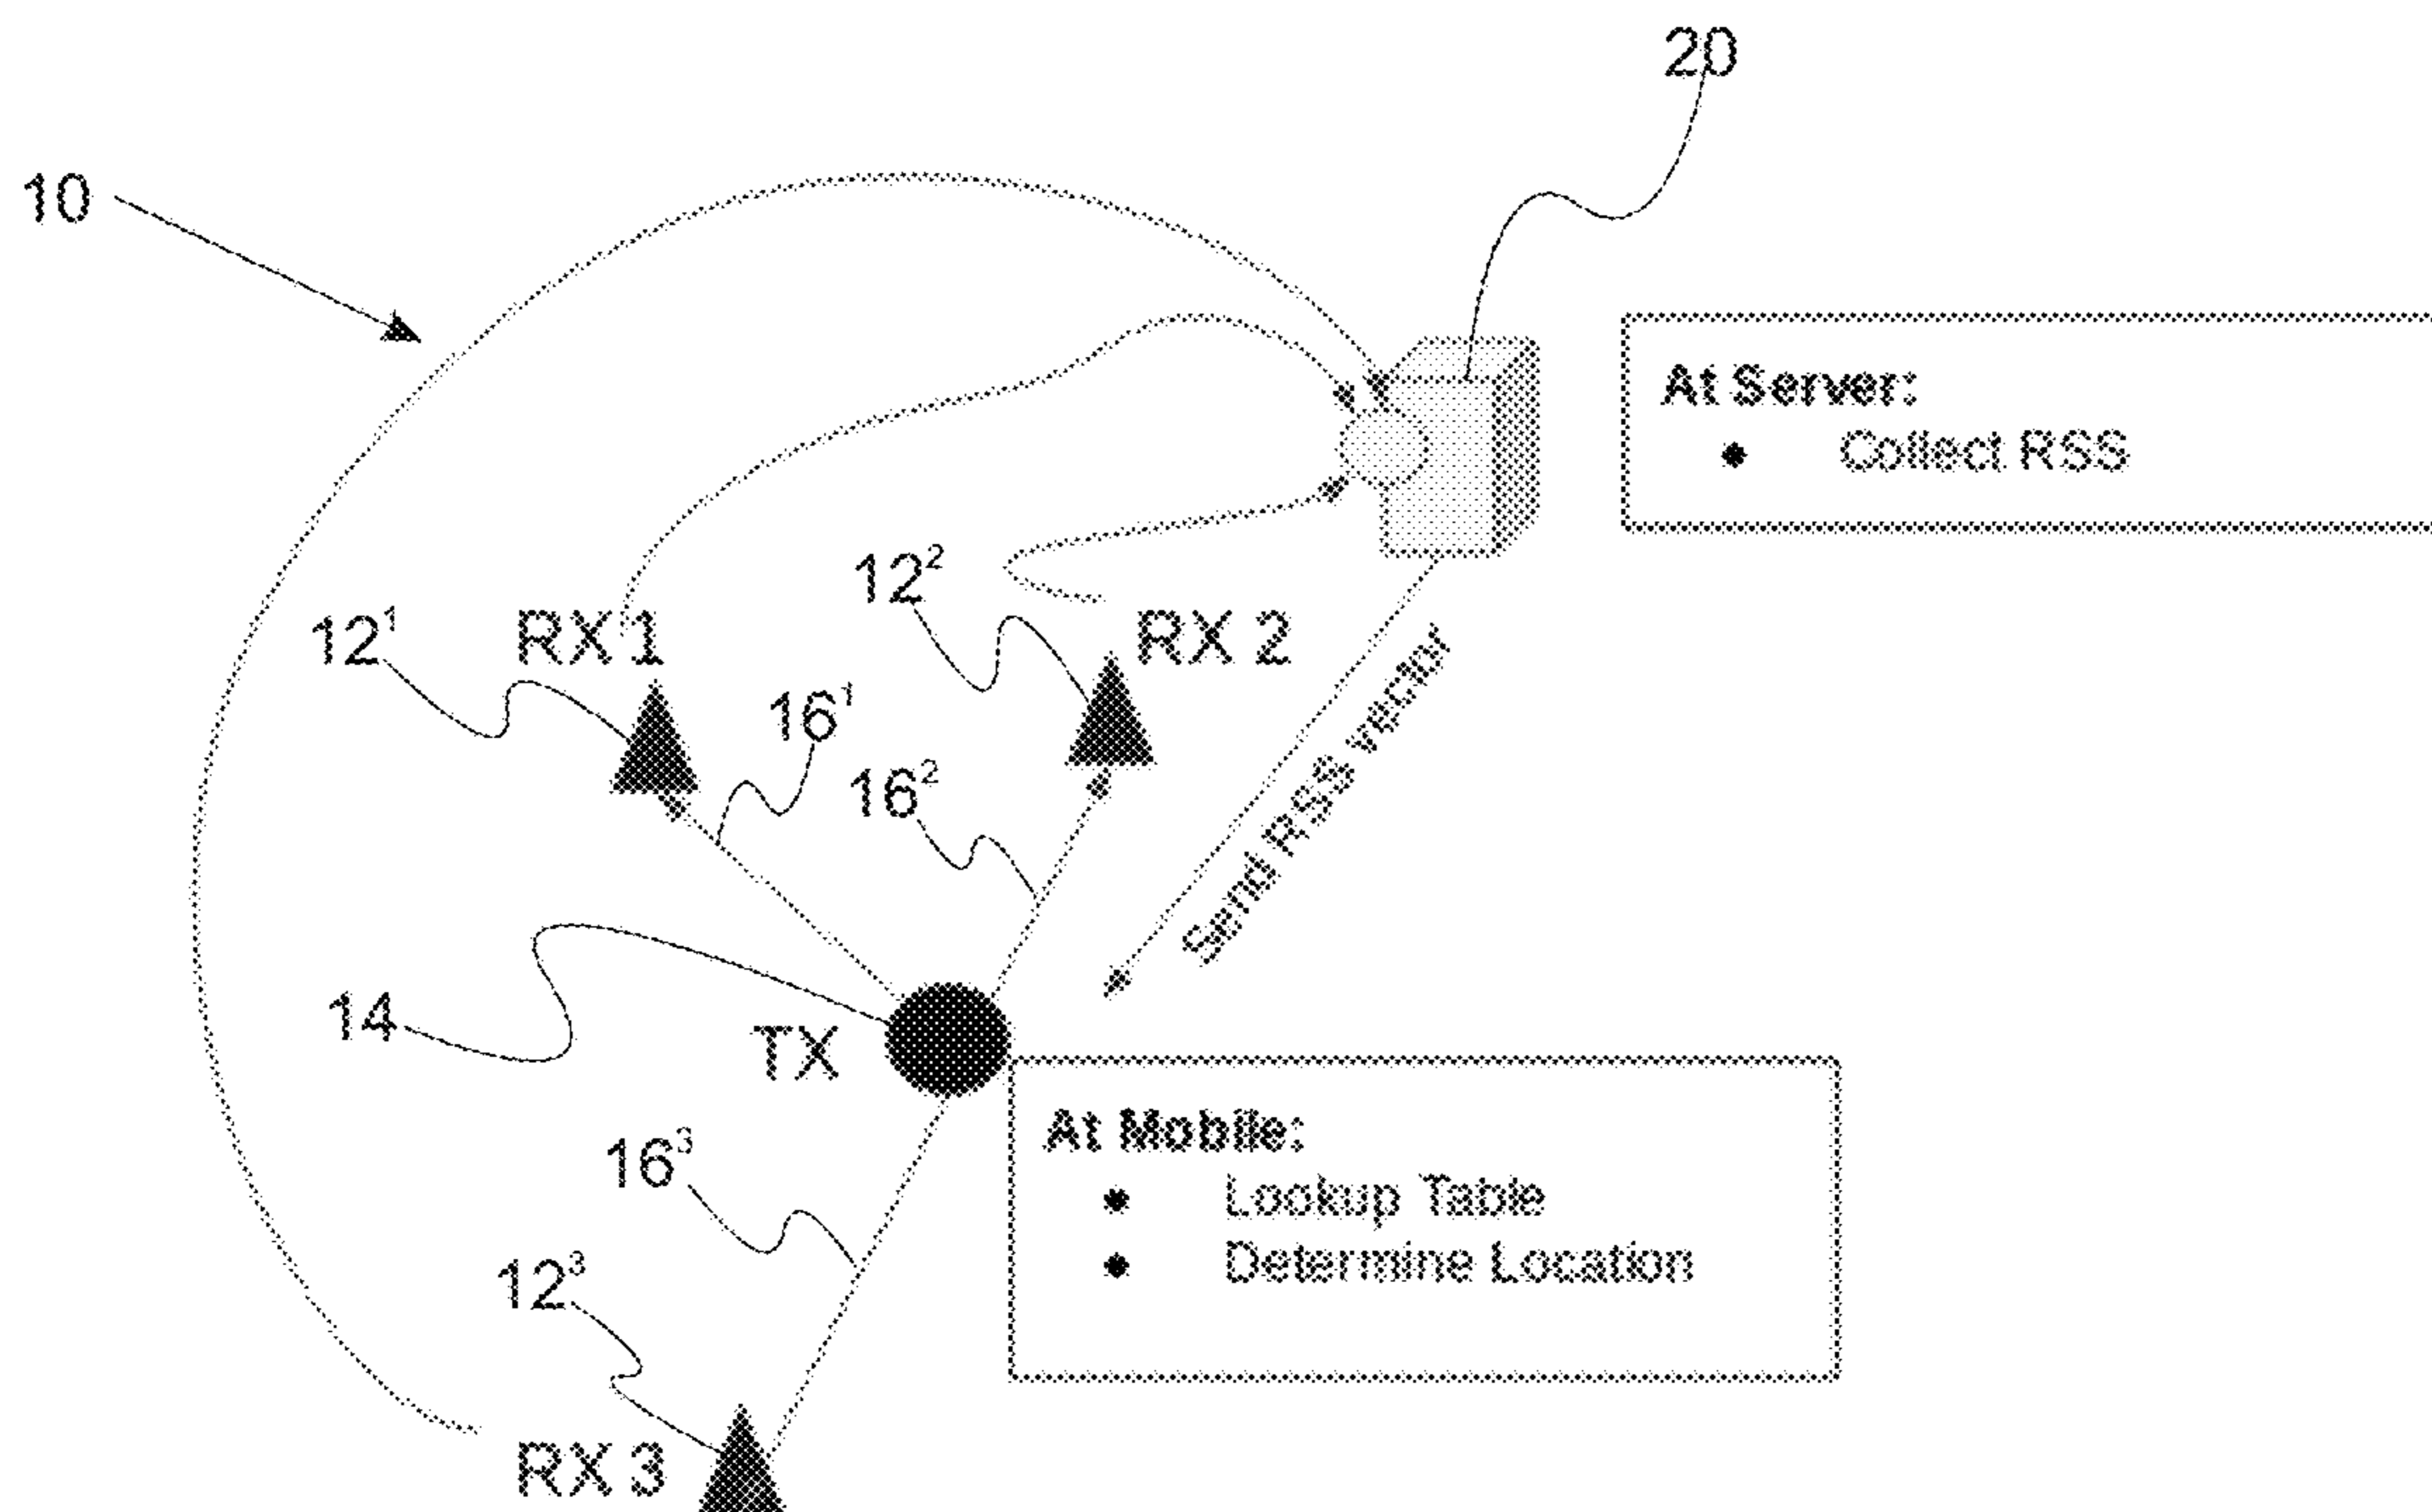 20
10
At Server:
• Collect RSS
12²
12¹
RX 1
RX 2
16¹
16²
Send RSS vector
14
TX
At Mobile:
• Lookup Table
• Determine Location
16³
12³
RX 3